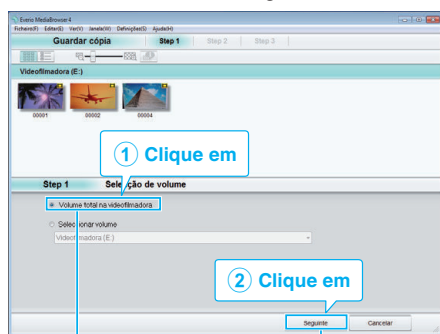 Everio MediaBrowser 4
Ficheiro(F) Editar(E) Ver(V) Janela(W) Definições(S) Ajuda(H)
Guardar cópia Step 1 Step 2 Step 3
Videofilmadora (E:)
00001 00002 00004
1 Clique em
Step 1 Selecção de volume
Volume total na videofilmadora
Seleccionar volume
Videofilmadora (E:)
2 Clique em
Seguinte Cancelar